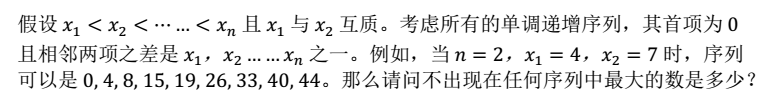 假设 x₁ < x₂ < ⋯ … < xₙ 且 x₁ 与 x₂ 互质。考虑所有的单调递增序列，其首项为 0
且相邻两项之差是 x₁，x₂ … … xₙ 之一。例如，当 n = 2，x₁ = 4，x₂ = 7 时，序列
可以是 0, 4, 8, 15, 19, 26, 33, 40, 44。那么请问不出现在任何序列中最大的数是多少？